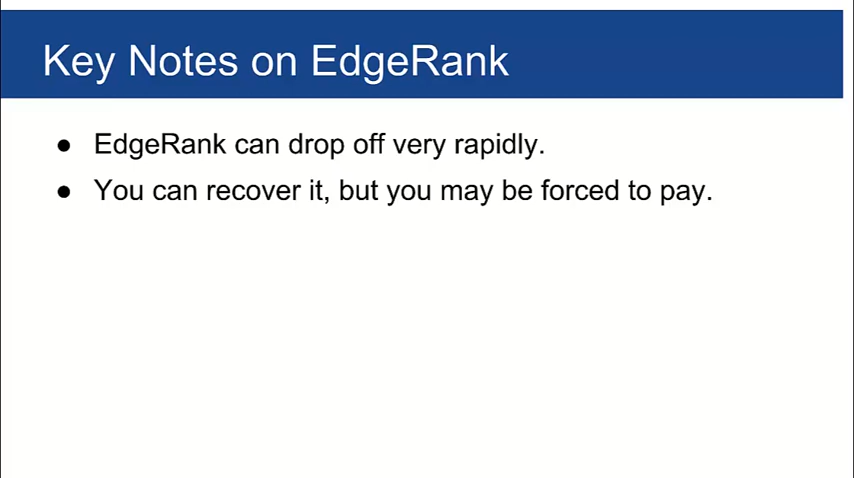 Key Notes on EdgeRank
● EdgeRank can drop off very rapidly.
● You can recover it, but you may be forced to pay.